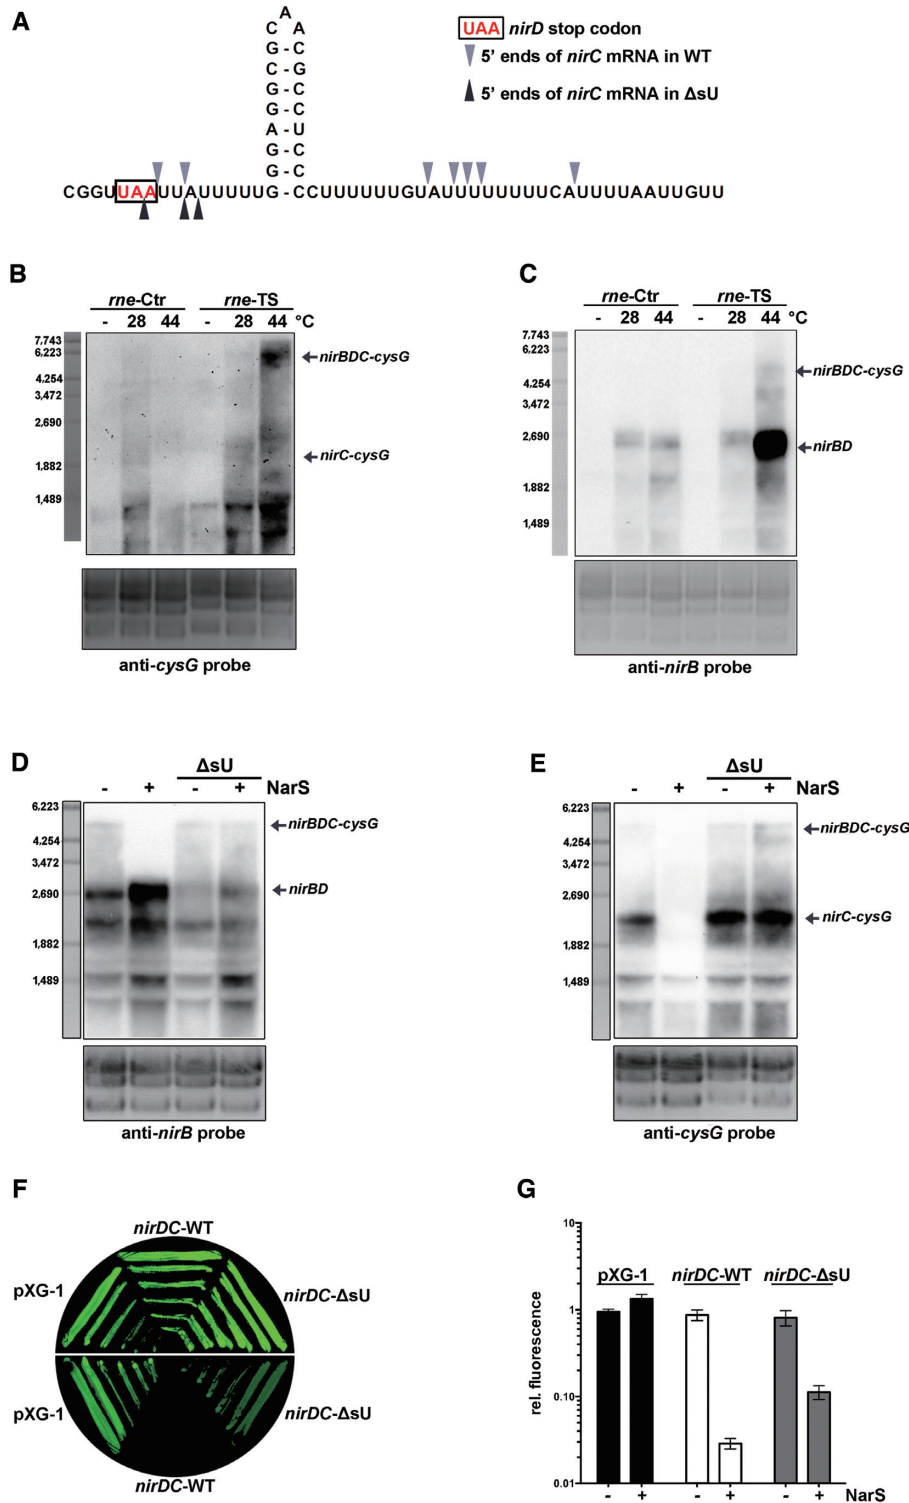 A
UAA nirD stop codon
5' ends of nirC mRNA in WT
5' ends of nirC mRNA in ΔsU
A
C A
G - C
C - G
G - C
G - C
A - U
G - C
G - C
CGGUUAAUUAUUUUUG - CCUUUUUUGUAUUUUUUUUCAUUUUAAUUGUU
B
rne-Ctr rne-TS
- 28 44 - 28 44 °C
7.743
6.223
4.254
3.472
2.690
1.882
1,489
nirBDC-cysG
nirC-cysG
anti-cysG probe
C
rne-Ctr rne-TS
- 28 44 - 28 44 °C
7.743
6.223
4.254
3.472
2,690
1.882
1,489
nirBDC-cysG
nirBD
anti-nirB probe
D
ΔsU
- + - + NarS
6.223
4.254
3.472
2.690
1,882
1,489
nirBDC-cysG
nirBD
anti-nirB probe
E
ΔsU
- + - + NarS
6.223
4.254
3.472
2,690
1.882
1,489
nirBDC-cysG
nirC-cysG
anti-cysG probe
F
nirDC-WT
pXG-1
nirDC-ΔsU
pXG-1
nirDC-ΔsU
nirDC-WT
G
rel. fluorescence
10
1
0.10
0.01
pXG-1 nirDC-WT nirDC-ΔsU
- + - + - + NarS